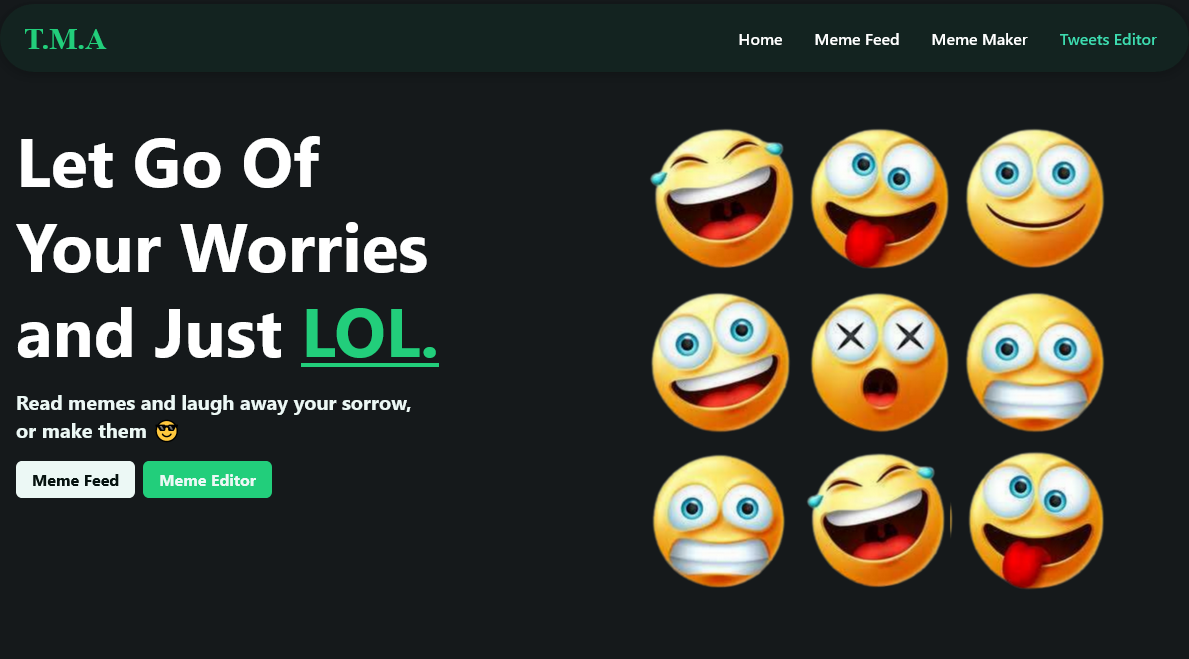 T.M.A
Home Meme Feed Meme Maker Tweets Editor
Let Go Of
Your Worries
and Just LOL.
Read memes and laugh away your sorrow,
or make them 😎
Meme Feed Meme Editor